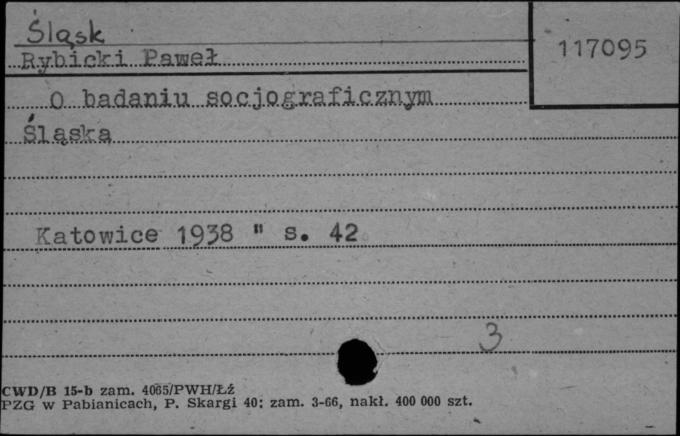 Śląsk
117095
Rybicki Paweł
O badaniu socjograficznym
Śląska
Katowice 1938 " s. 42
3
CWD/B 15-b zam. 4065/PWH/Łź
PZG w Pabianicach, P. Skargi 40; zam. 3-66, nakł. 400 000 szt.